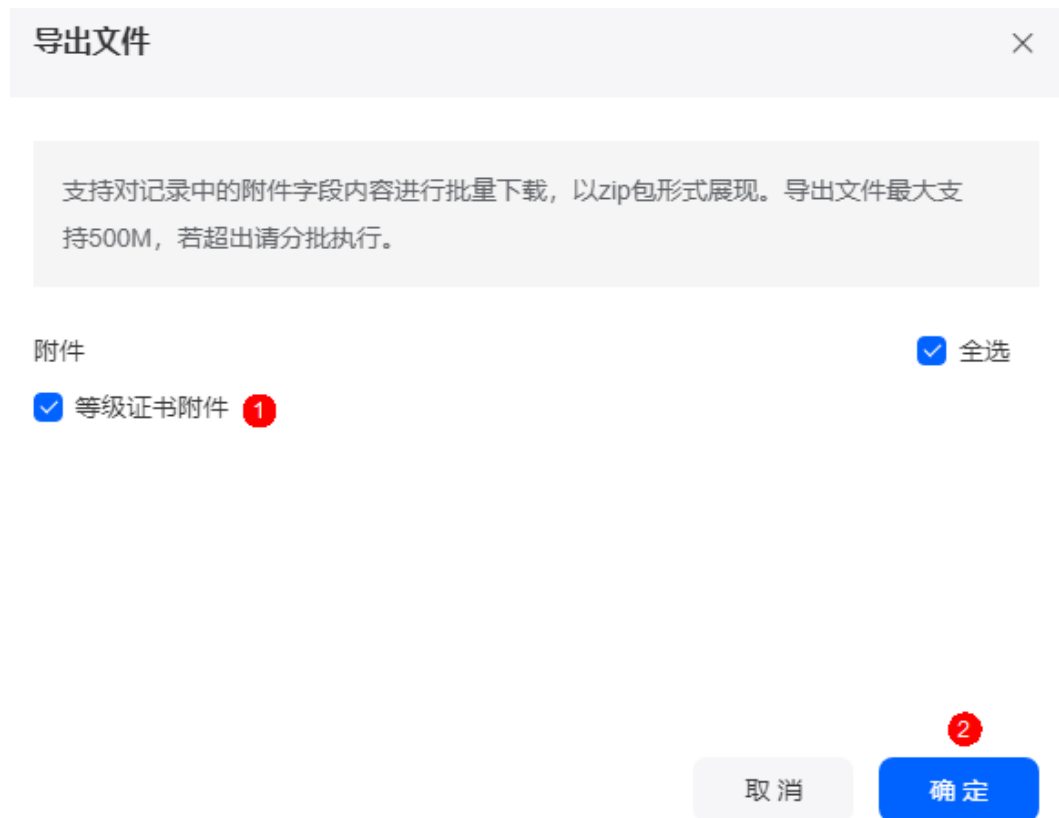 导出文件
支持对记录中的附件字段内容进行批量下载，以zip包形式展现。导出文件最大支
持500M，若超出请分批执行。
附件 全选
等级证书附件 1
2
取消 确定